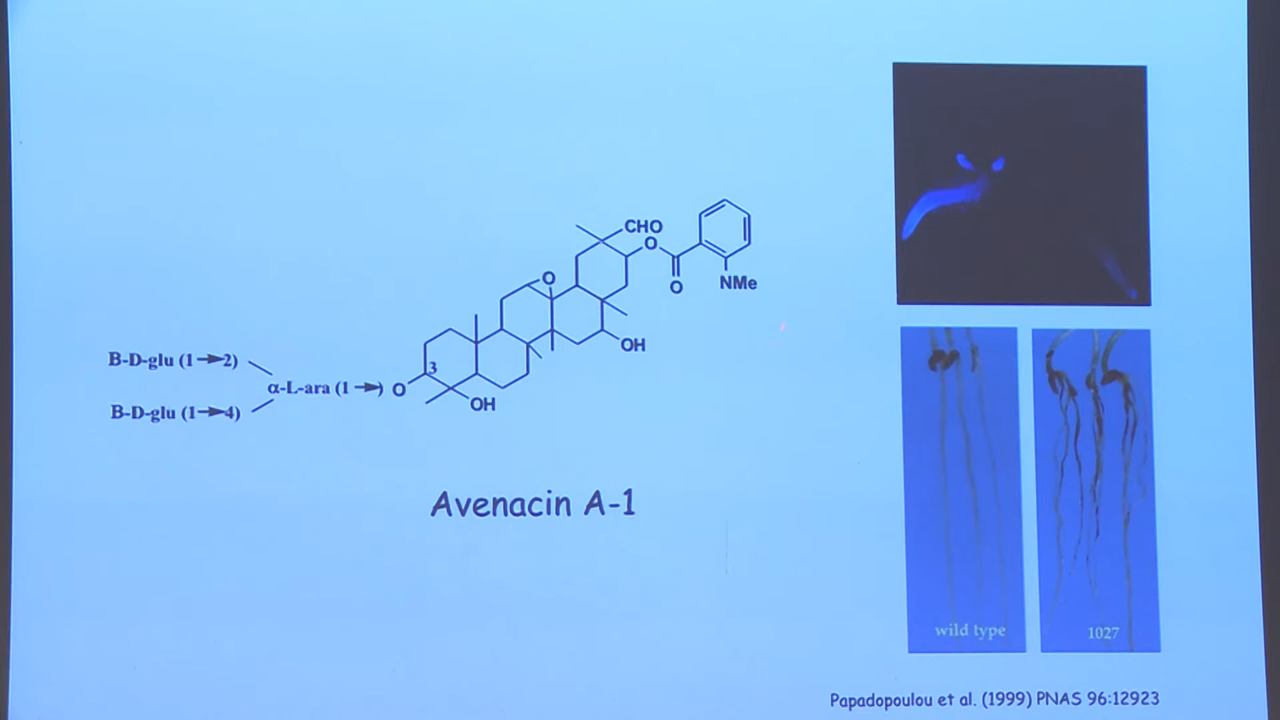 CHO
O
O
NMe
O
OH
3
B-D-glu (1→2)
α-L-ara (1→) O
B-D-glu (1→4)
OH
Avenacin A-1
wild type
1027
Papadopoulou et al. (1999) PNAS 96:12923